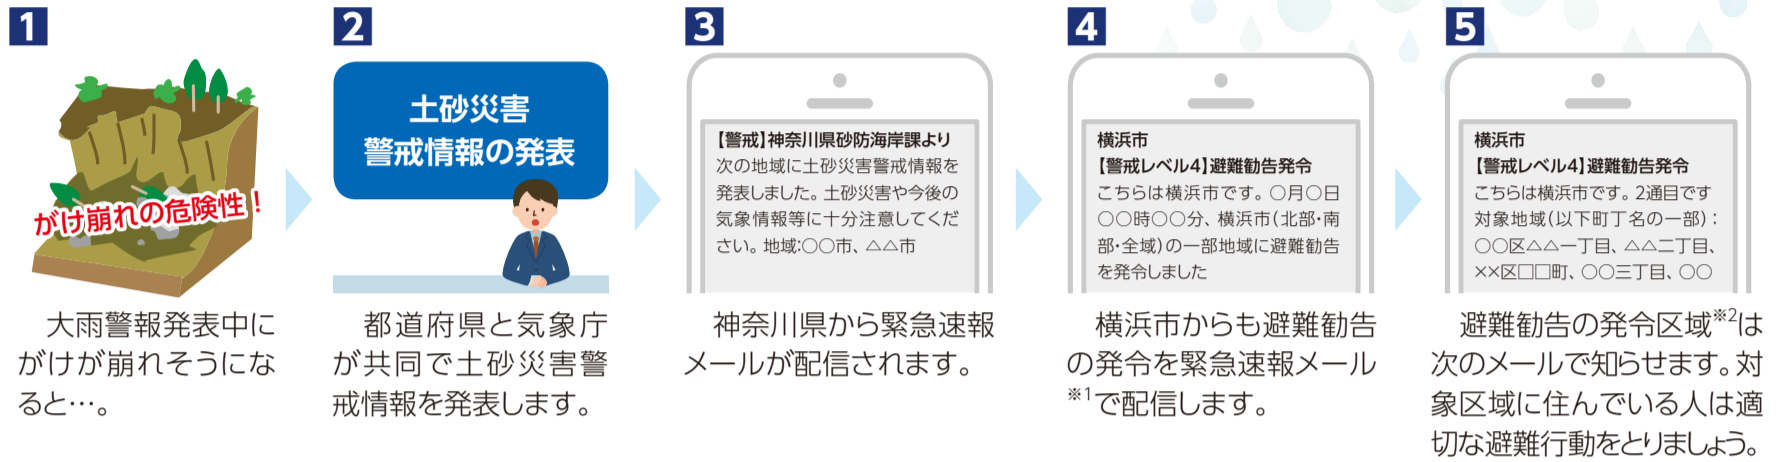 1
がけ崩れの危険性！
大雨警報発表中に
がけが崩れそうにな
ると…。
2
土砂災害
警戒情報の発表
都道府県と気象庁
が共同で土砂災害警
戒情報を発表します。
3
【警戒】神奈川県砂防海岸課より
次の地域に土砂災害警戒情報を
発表しました。土砂災害や今後の
気象情報等に十分注意してくだ
さい。地域:○○市、△△市
神奈川県から緊急速報
メールが配信されます。
4
横浜市
【警戒レベル4】避難勧告発令
こちらは横浜市です。○月○日
○○時○○分、横浜市(北部・南
部・全域)の一部地域に避難勧告
を発令しました
横浜市からも避難勧告
の発令を緊急速報メール
※1で配信します。
5
横浜市
【警戒レベル4】避難勧告発令
こちらは横浜市です。2通目です
対象地域(以下町丁名の一部):
○○区△△一丁目、△△二丁目、
××区□□町、○○三丁目、○○
避難勧告の発令区域※2は
次のメールで知らせます。対
象区域に住んでいる人は適
切な避難行動をとりましょう。